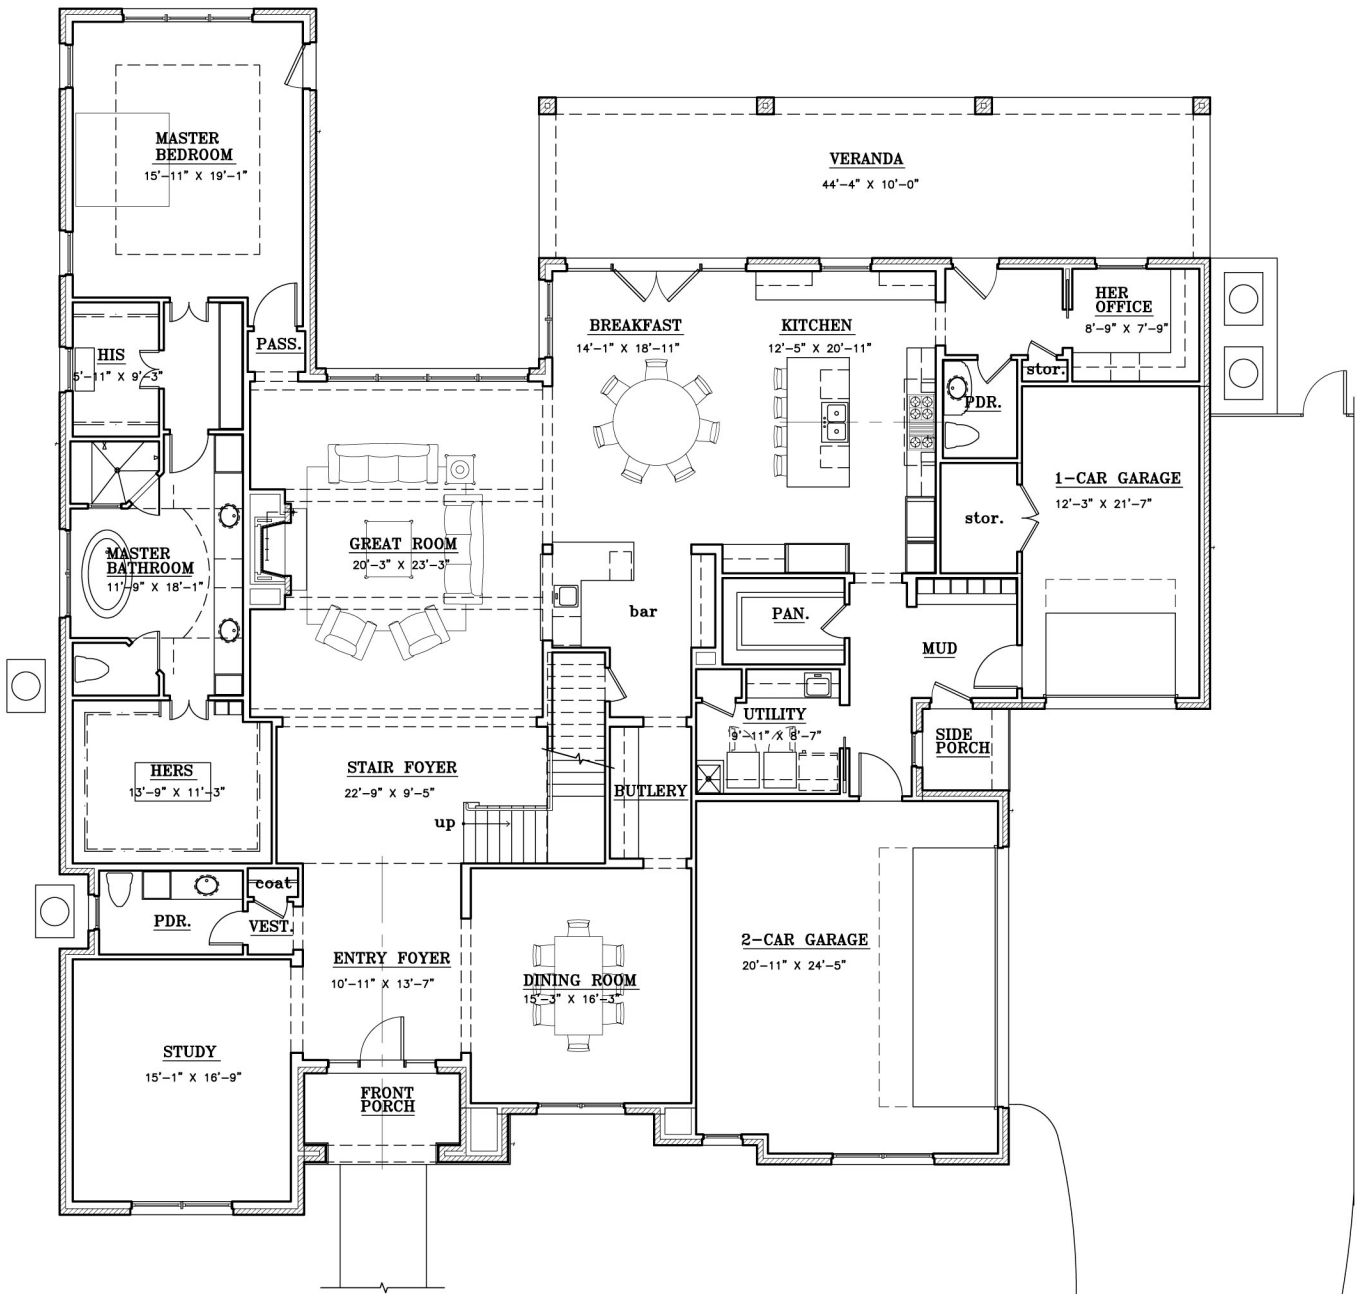 MASTER
BEDROOM
15'-11" X 19'-1"
VERANDA
44'-4" X 10'-0"
HIS
5'-11" X 9'-3"
PASS.
BREAKFAST
14'-1" X 18'-11"
KITCHEN
12'-5" X 20'-11"
HER
OFFICE
8'-9" X 7'-9"
stor.
PDR.
1-CAR GARAGE
12'-3" X 21'-7"
stor.
GREAT ROOM
20'-3" X 23'-3"
MASTER
BATHROOM
11'-9" X 18'-1"
bar
PAN.
MUD
UTILITY
9'-11" X 8'-7"
SIDE
PORCH
HERS
13'-9" X 11'-3"
STAIR FOYER
22'-9" X 9'-5"
up
BUTLERY
coat
PDR.
VEST.
ENTRY FOYER
10'-11" X 13'-7"
DINING ROOM
15'-3" X 16'-3"
2-CAR GARAGE
20'-11" X 24'-5"
STUDY
15'-1" X 16'-9"
FRONT
PORCH